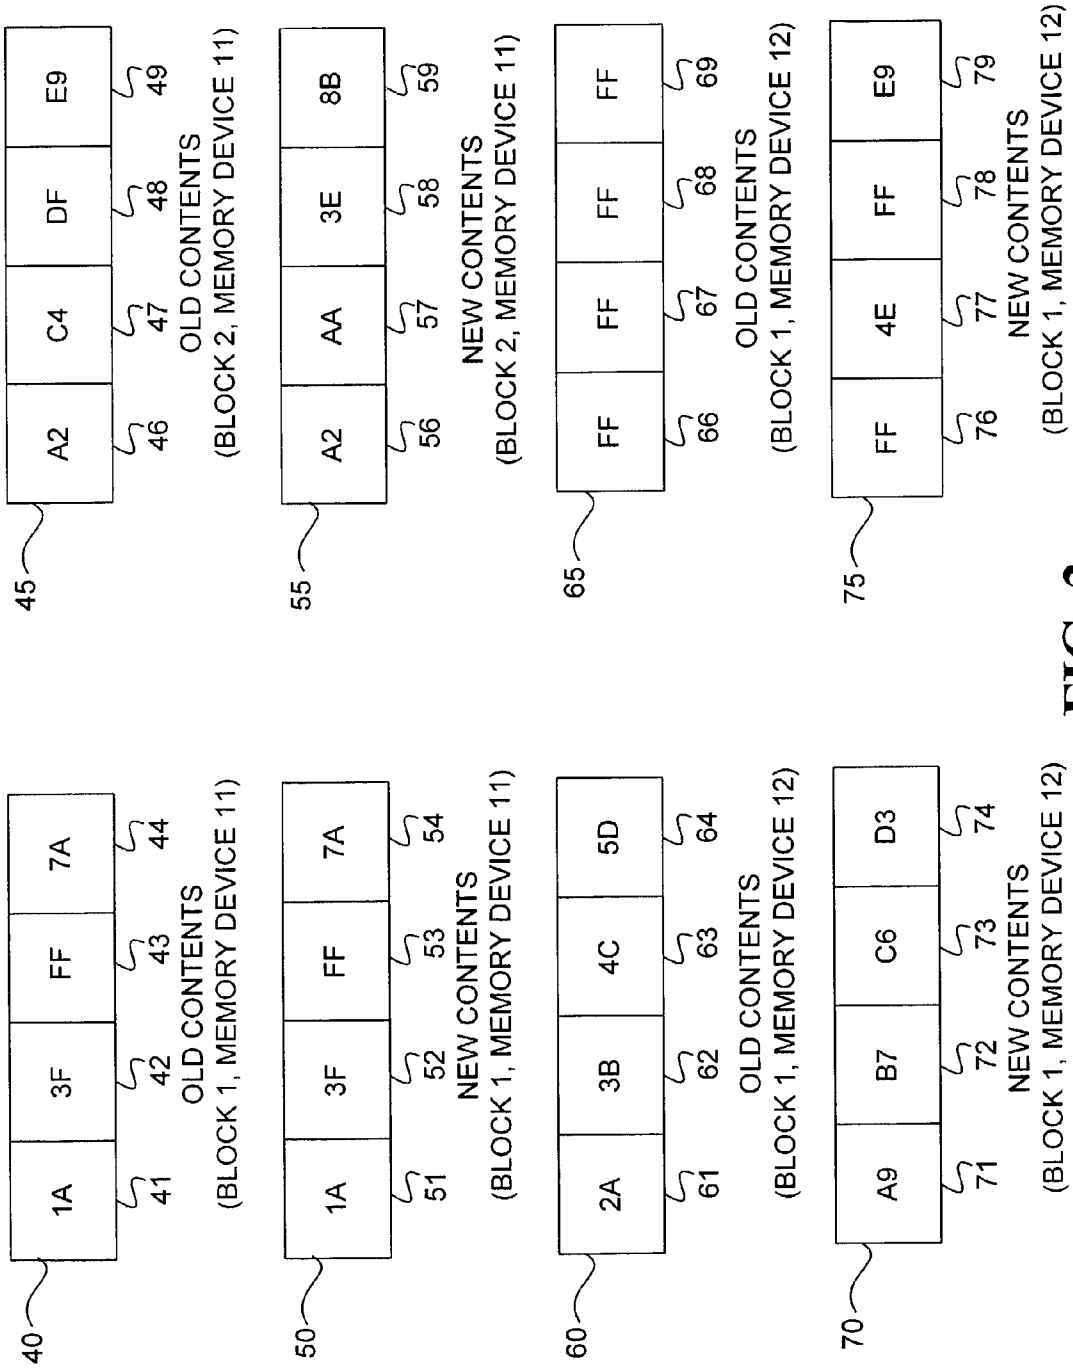 1A 3F FF 7A
40
41 42 43 44
OLD CONTENTS
(BLOCK 1, MEMORY DEVICE 11)
A2 C4 DF E9
45
46 47 48 49
OLD CONTENTS
(BLOCK 2, MEMORY DEVICE 11)
1A 3F FF 7A
50
51 52 53 54
NEW CONTENTS
(BLOCK 1, MEMORY DEVICE 11)
A2 AA 3E 8B
55
56 57 58 59
NEW CONTENTS
(BLOCK 2, MEMORY DEVICE 11)
2A 3B 4C 5D
60
61 62 63 64
OLD CONTENTS
(BLOCK 1, MEMORY DEVICE 12)
FF FF FF FF
65
66 67 68 69
OLD CONTENTS
(BLOCK 1, MEMORY DEVICE 12)
A9 B7 C6 D3
70
71 72 73 74
NEW CONTENTS
(BLOCK 1, MEMORY DEVICE 12)
FF 4E FF E9
75
76 77 78 79
NEW CONTENTS
(BLOCK 1, MEMORY DEVICE 12)
FIG.